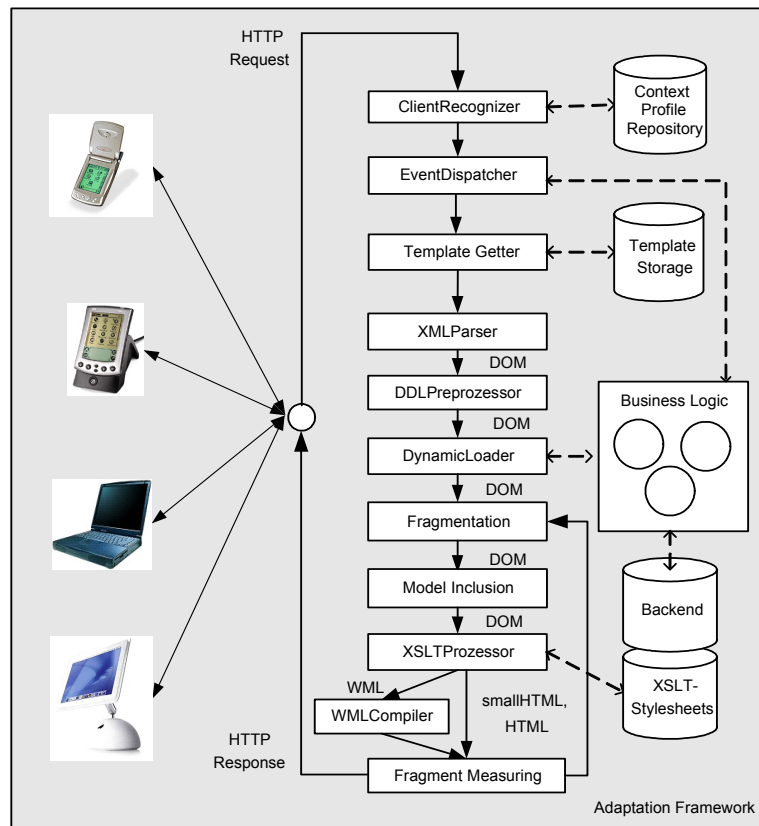 HTTP
Request
ClientRecognizer
Context
Profile
Repository
EventDispatcher
Template Getter
Template
Storage
XMLParser
DOM
DDLPreprozessor
DOM
Business Logic
DynamicLoader
DOM
Fragmentation
DOM
Model Inclusion
DOM
Backend
XSLTProzessor
XSLT-
Stylesheets
WML
smallHTML,
HTML
WMLCompiler
HTTP
Response
Fragment Measuring
Adaptation Framework